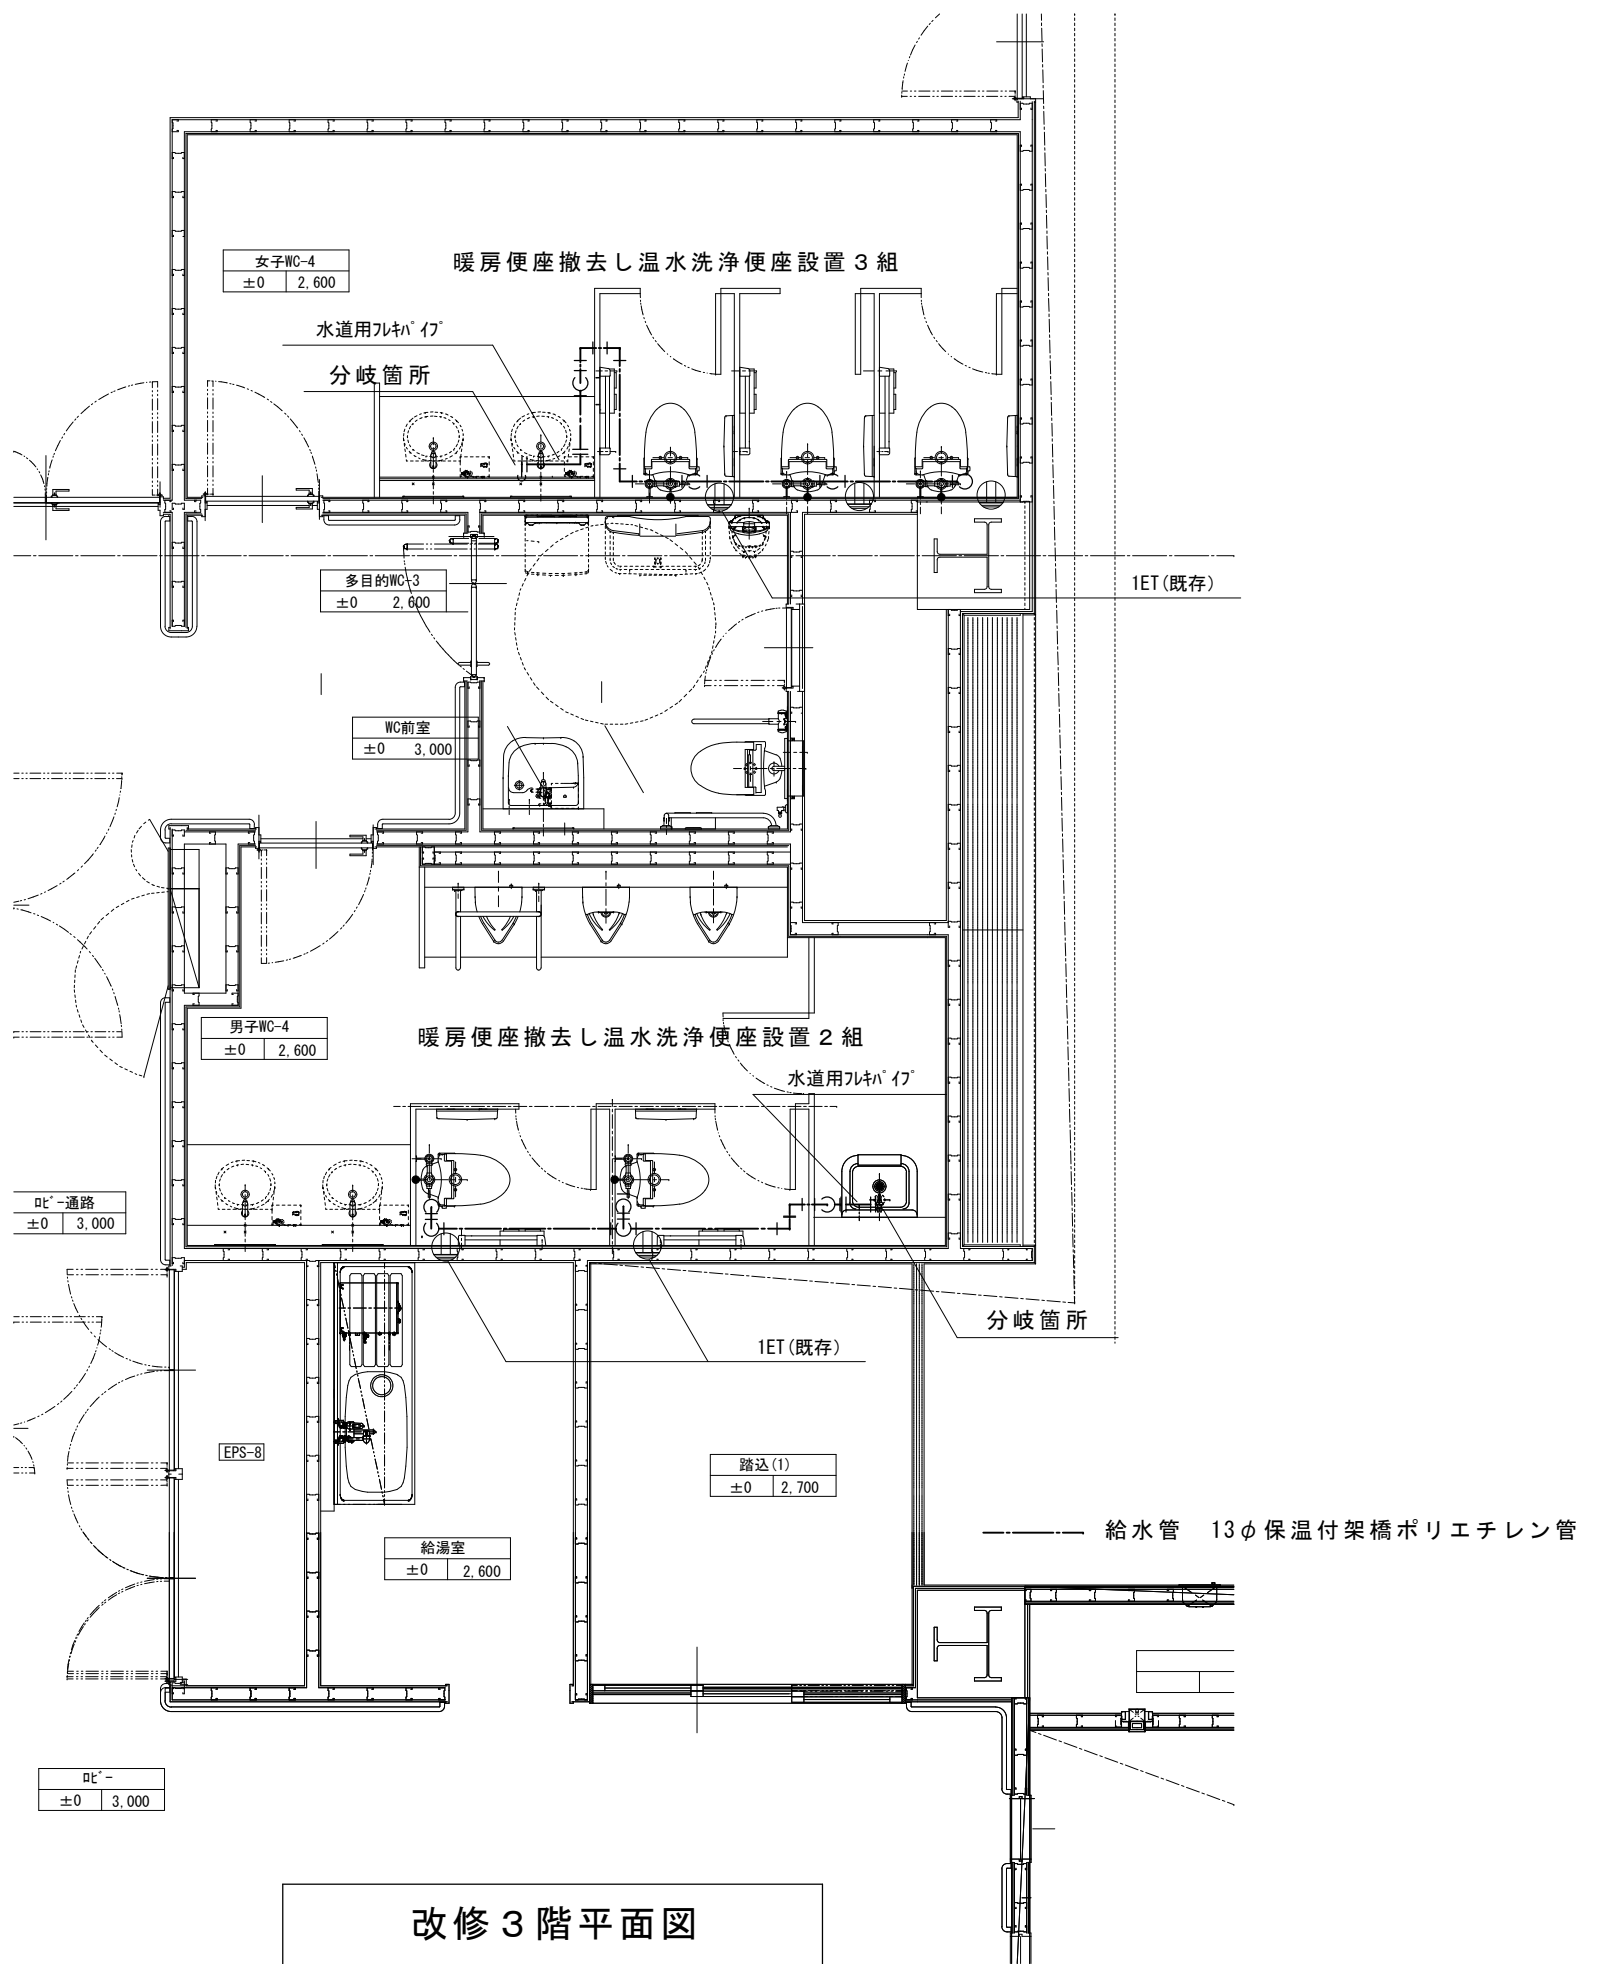 女子WC-4
±0 2,600
暖房便座撤去し温水洗浄便座設置３組
水道用ﾌﾚｷﾊﾟｲﾌﾟ
分岐箇所
多目的WC-3
±0 2,600
1ET(既存)
WC前室
±0 3,000
男子WC-4
±0 2,600
暖房便座撤去し温水洗浄便座設置２組
水道用ﾌﾚｷﾊﾟｲﾌﾟ
ﾛﾋﾞｰ通路
±0 3,000
分岐箇所
1ET(既存)
EPS-8
踏込(1)
±0 2,700
給水管 13φ保温付架橋ポリエチレン管
給湯室
±0 2,600
ﾛﾋﾞｰ
±0 3,000
改修３階平面図